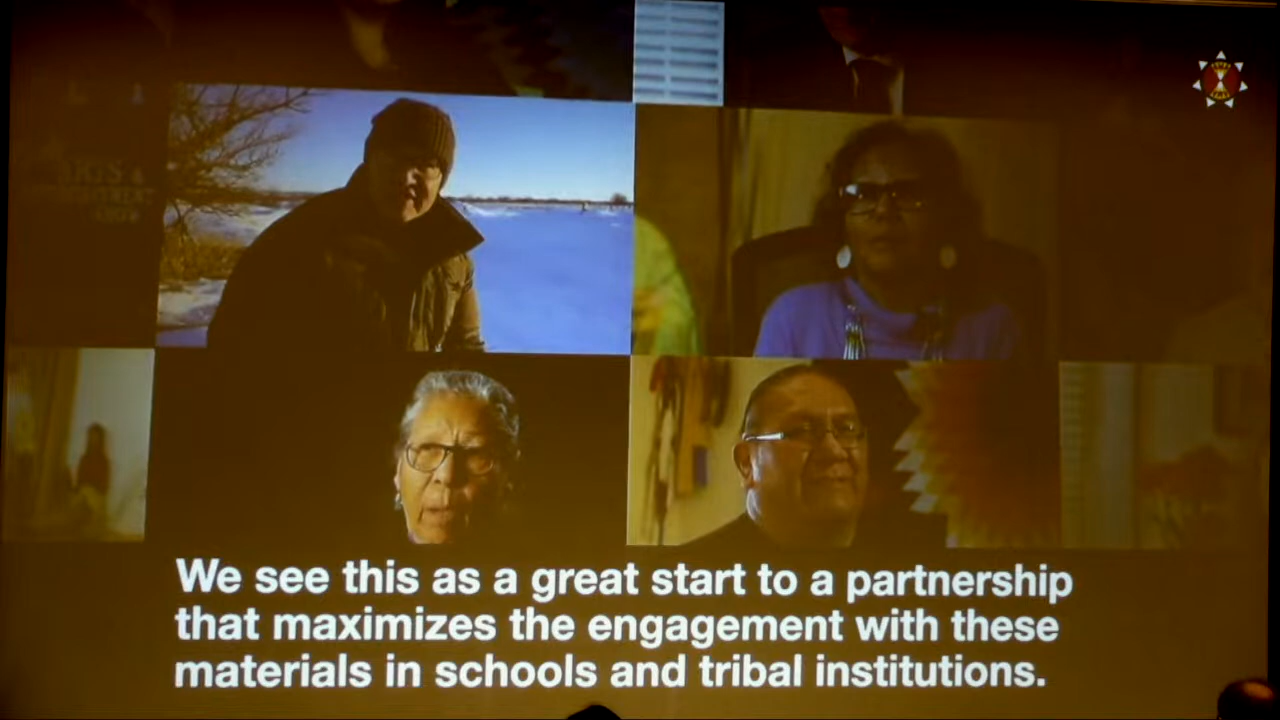 We see this as a great start to a partnership
that maximizes the engagement with these
materials in schools and tribal institutions.